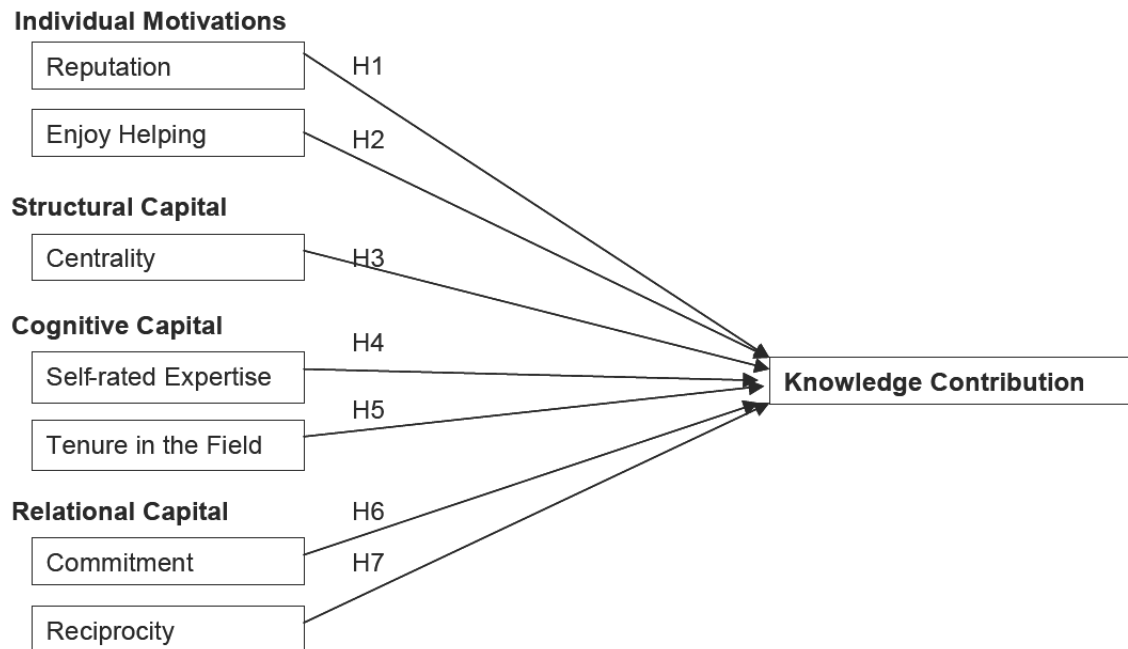 Individual Motivations
Reputation
H1
Enjoy Helping
H2
Structural Capital
Centrality
H3
Cognitive Capital
H4
Self-rated Expertise
Knowledge Contribution
H5
Tenure in the Field
Relational Capital
H6
Commitment
H7
Reciprocity